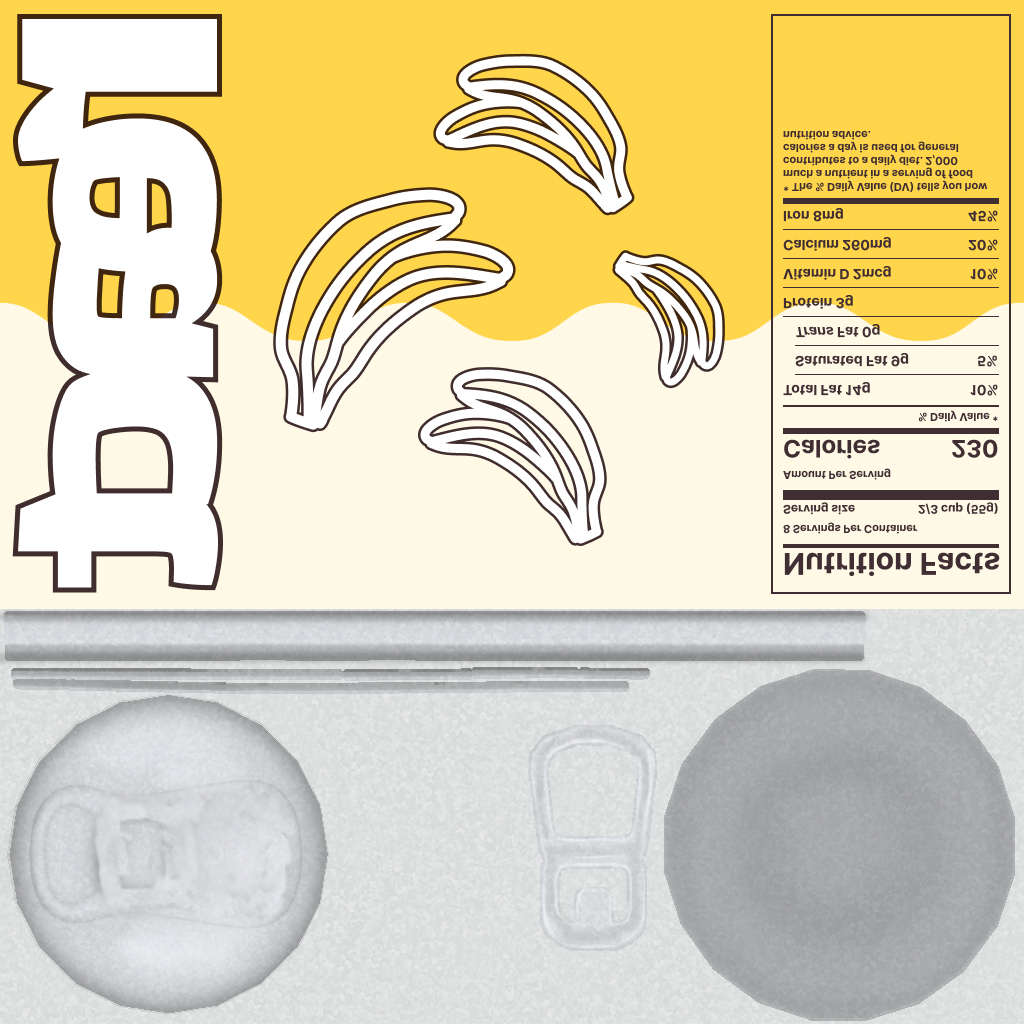 Nutrition Facts
8 Servings Per Container
Serving size 2/3 cup (55g)
Amount Per Serving
Calories 230
% Daily Value *
Total Fat 14g 10%
Saturated Fat 9g 5%
Trans Fat 0g
Protein 3g
Vitamin D 2mcg 10%
Calcium 260mg 20%
Iron 8mg 45%
* The % Daily Value (DV) tells you how
much a nutrient in a serving of food
contributes to a daily diet. 2,000
calories a day is used for general
nutrition advice.